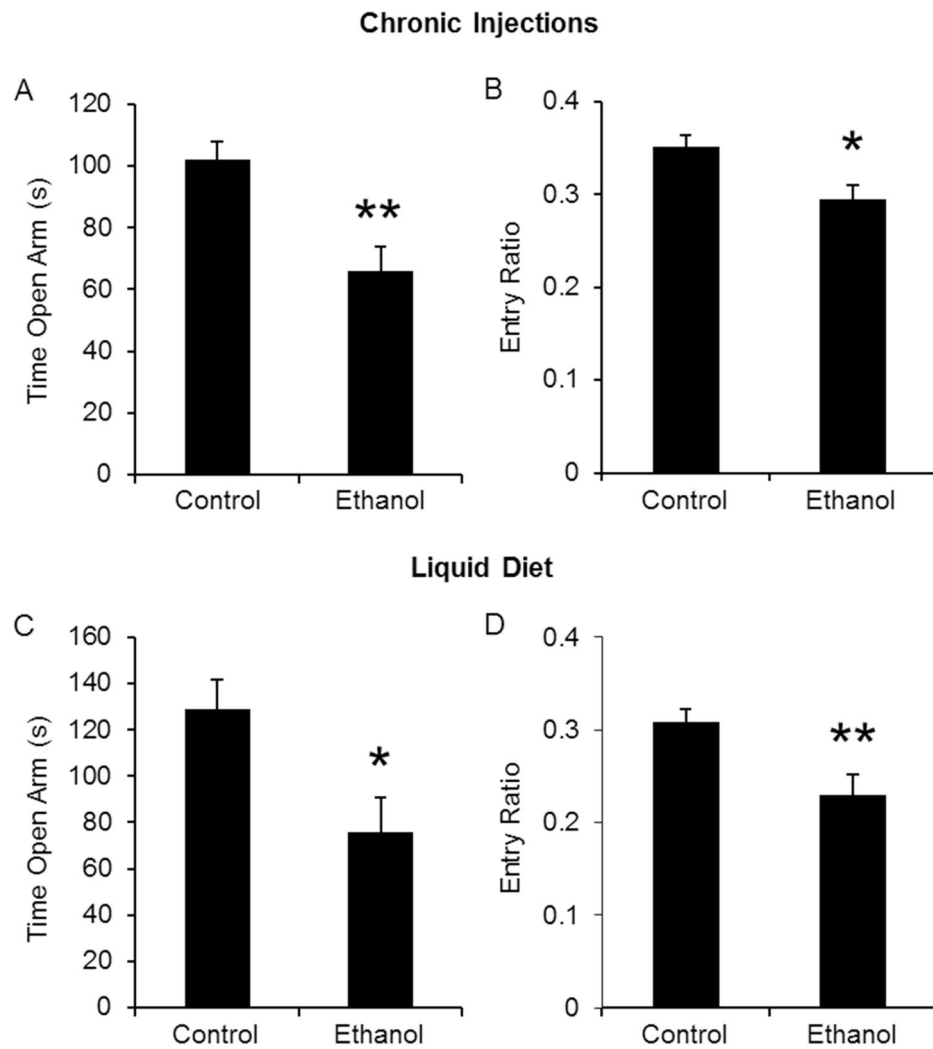 Chronic Injections
A
Time Open Arm (s)
120
100
80
60
40
20
0
**
Control
Ethanol
B
Entry Ratio
0.4
0.3
0.2
0.1
0
*
Control
Ethanol
Liquid Diet
C
Time Open Arm (s)
160
140
120
100
80
60
40
20
0
*
Control
Ethanol
D
Entry Ratio
0.4
0.3
0.2
0.1
0
**
Control
Ethanol